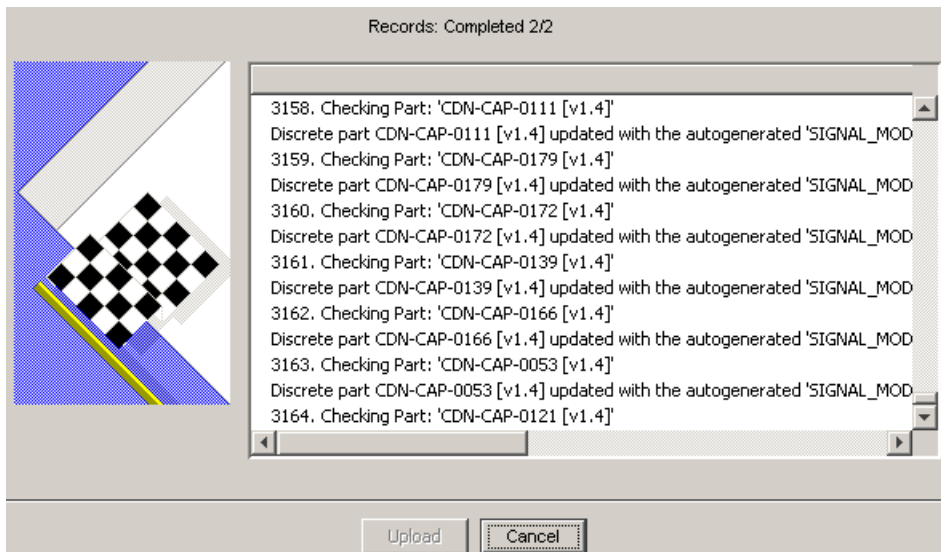 Records: Completed 2/2
3158. Checking Part: 'CDN-CAP-0111 [v1.4]'
Discrete part CDN-CAP-0111 [v1.4] updated with the autogenerated 'SIGNAL_MOD
3159. Checking Part: 'CDN-CAP-0179 [v1.4]'
Discrete part CDN-CAP-0179 [v1.4] updated with the autogenerated 'SIGNAL_MOD
3160. Checking Part: 'CDN-CAP-0172 [v1.4]'
Discrete part CDN-CAP-0172 [v1.4] updated with the autogenerated 'SIGNAL_MOD
3161. Checking Part: 'CDN-CAP-0139 [v1.4]'
Discrete part CDN-CAP-0139 [v1.4] updated with the autogenerated 'SIGNAL_MOD
3162. Checking Part: 'CDN-CAP-0166 [v1.4]'
Discrete part CDN-CAP-0166 [v1.4] updated with the autogenerated 'SIGNAL_MOD
3163. Checking Part: 'CDN-CAP-0053 [v1.4]'
Discrete part CDN-CAP-0053 [v1.4] updated with the autogenerated 'SIGNAL_MOD
3164. Checking Part: 'CDN-CAP-0121 [v1.4]'
Upload Cancel